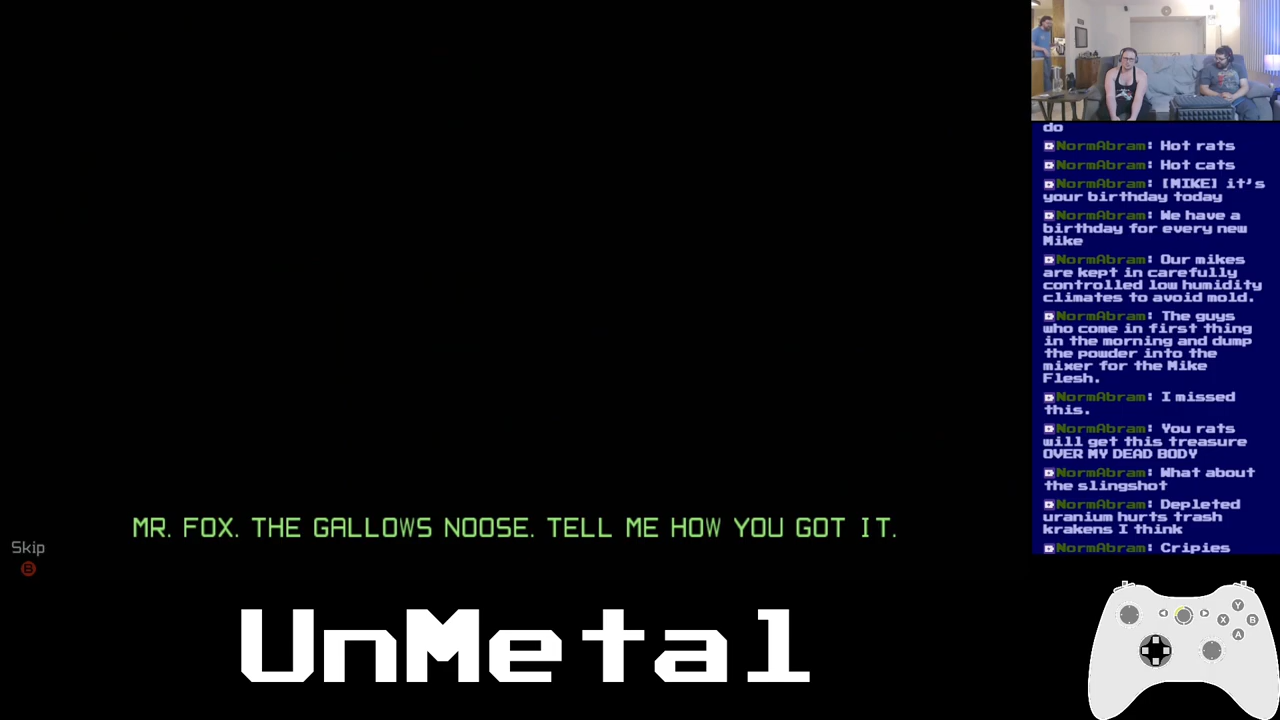 do
NormAbram: Hot rats
NormAbram: Hot cats
NormAbram: [MIKE] it's
your birthday today
NormAbram: We have a
birthday for every new
Mike
NormAbram: Our mikes
are kept in carefully
controlled low humidity
climates to avoid mold.
NormAbram: The guys
who come in first thing
in the morning and dump
the powder into the
mixer for the Mike
Flesh.
NormAbram: I missed
this.
NormAbram: You rats
will get this treasure
OVER MY DEAD BODY
NormAbram: What about
the slingshot
NormAbram: Depleted
uranium hurts trash
krakens I think
NormAbram: Cripies
MR. FOX. THE GALLOWS NOOSE. TELL ME HOW YOU GOT IT.
Skip
B
UnMetal
Y
X
B
A